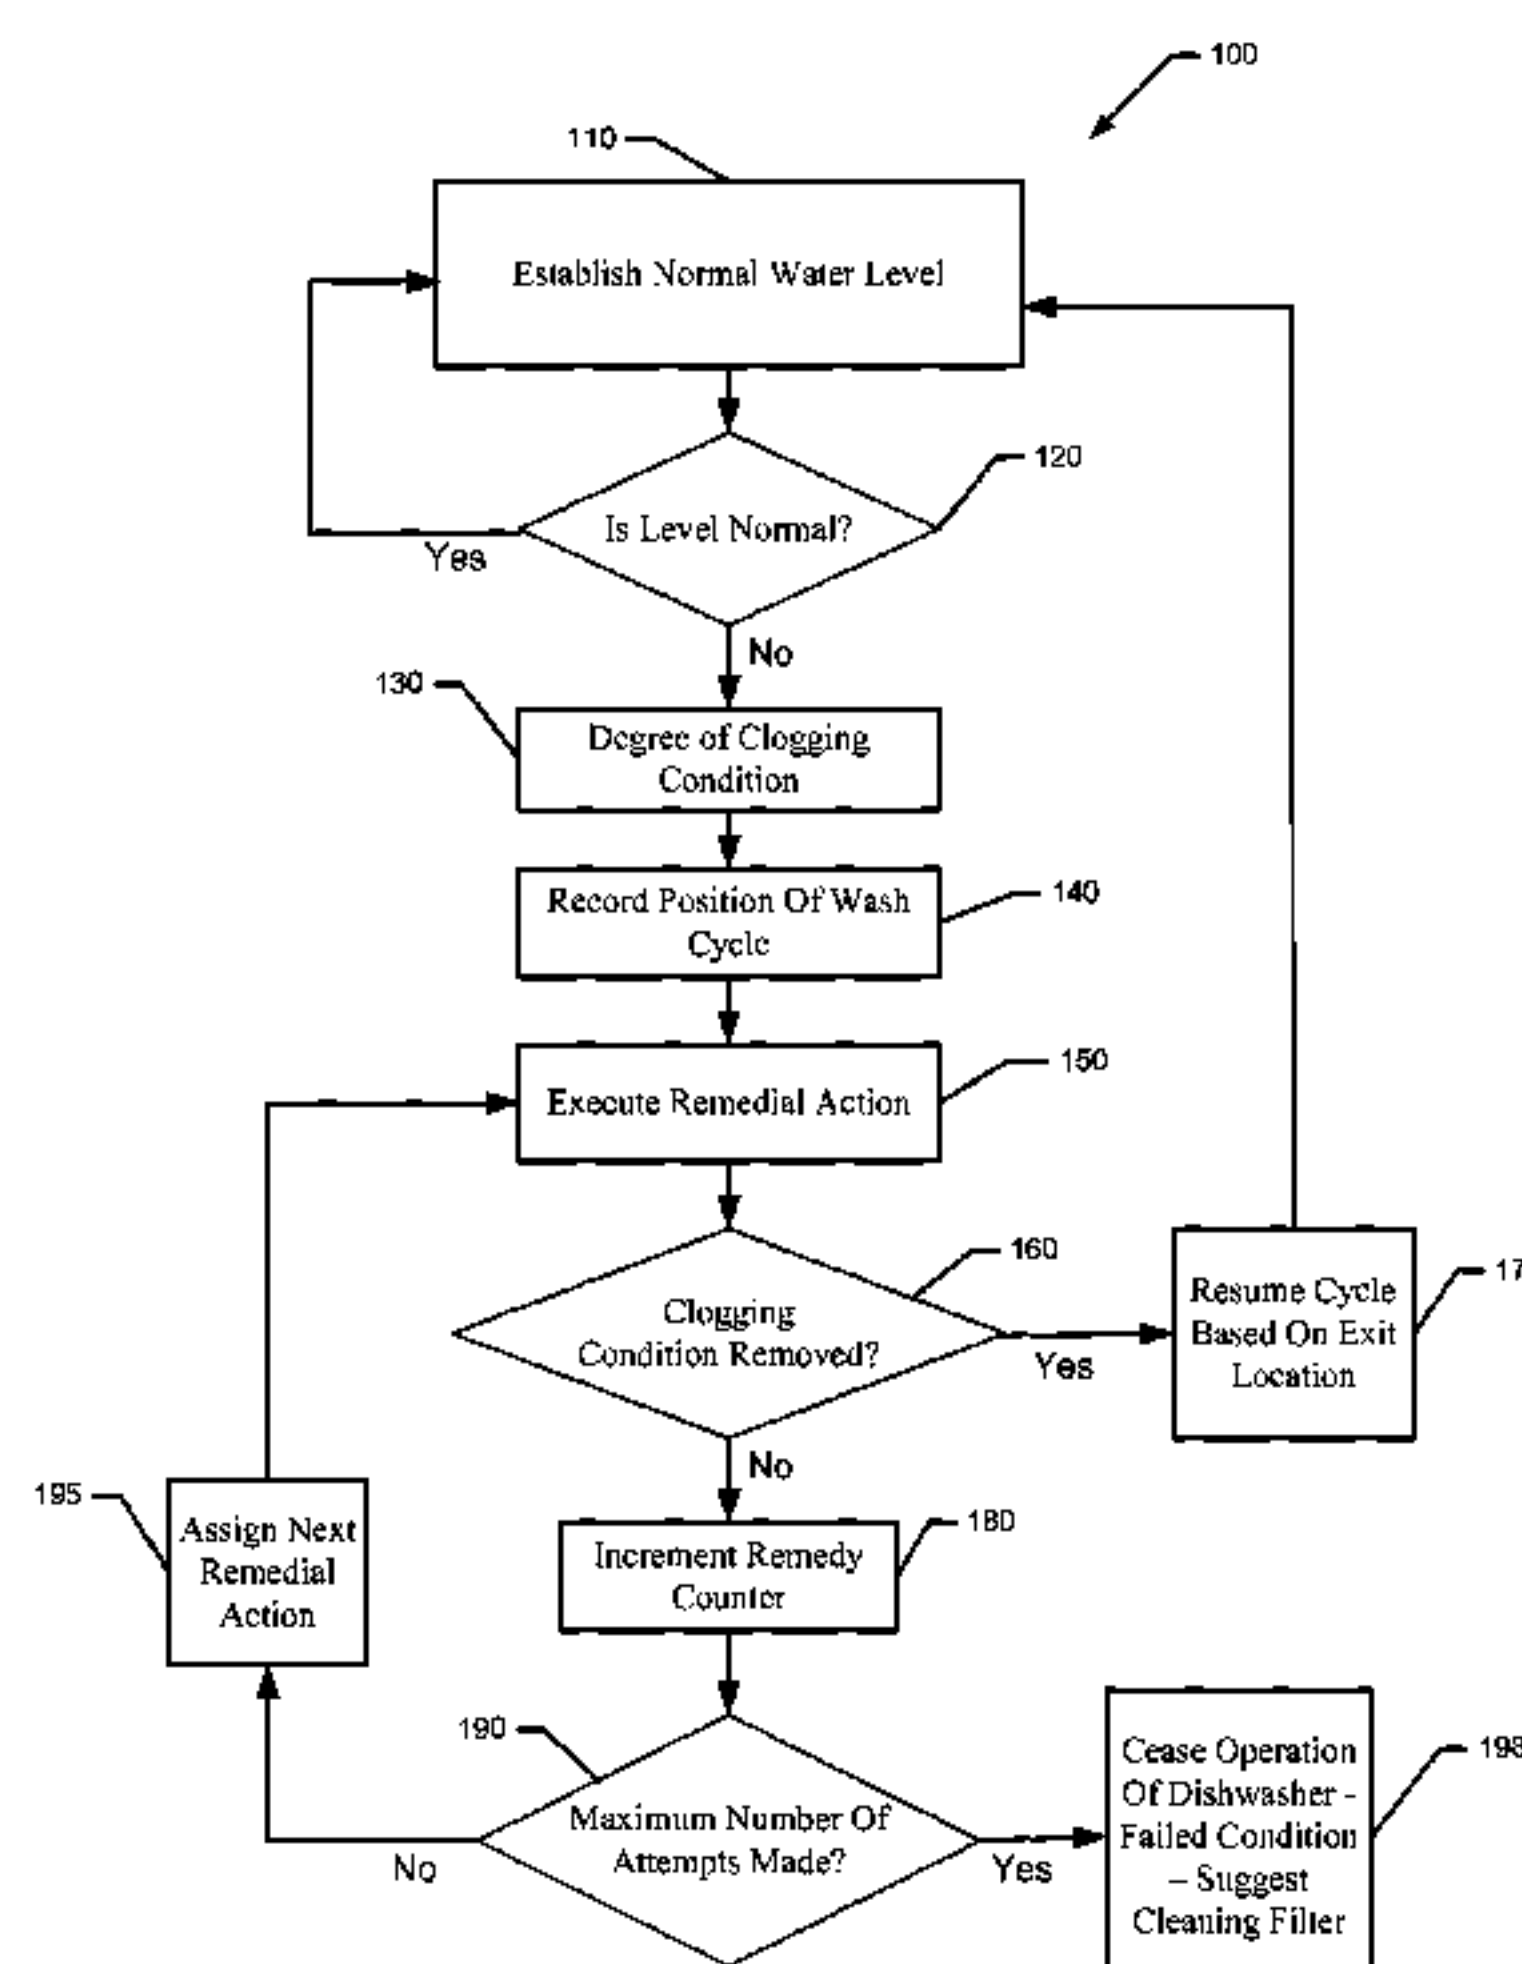 100
110
Establish Normal Water Level
120
Is Level Normal?
Yes
No
130
Degree of Clogging
Condition
140
Record Position Of Wash
Cycle
150
Execute Remedial Action
160
Clogging
Condition Removed?
Yes
17
Resume Cycle
Based On Exit
Location
No
195
Assign Next
Remedial
Action
180
Increment Remedy
Counter
190
Maximum Number Of
Attempts Made?
No
Yes
198
Cease Operation
Of Dishwasher -
Failed Condition
– Suggest
Cleaning Filter